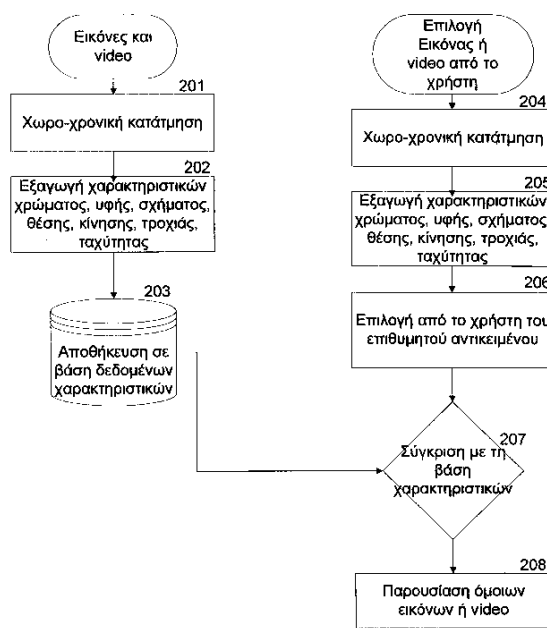 Εικόνες και
video
201
Χωρο-χρονική κατάτμηση
202
Εξαγωγή χαρακτηριστικών
χρώματος, υφής, σχήματος,
θέσης, κίνησης, τροχιάς,
ταχύτητας
203
Αποθήκευση σε
βάση δεδομένων
χαρακτηριστικών
Επιλογή
Εικόνας ή
video από το
χρήστη
204
Χωρο-χρονική κατάτμηση
205
Εξαγωγή χαρακτηριστικών
χρώματος, υφής, σχήματος,
θέσης, κίνησης, τροχιάς,
ταχύτητας
206
Επιλογή από το χρήστη του
επιθυμητού αντικειμένου
207
Σύγκριση με τη
βάση
χαρακτηριστικών
208
Παρουσίαση όμοιων
εικόνων ή video